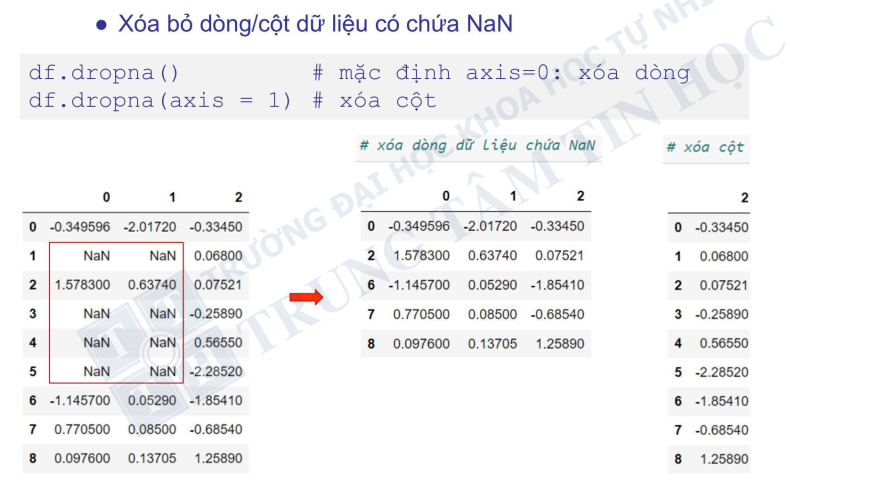 ● Xóa bỏ dòng/cột dữ liệu có chứa NaN
df.dropna() # mặc định axis=0: xóa dòng
df.dropna(axis = 1) # xóa cột
# xóa dòng dữ liệu chứa NaN
# xóa cột
0 1 2
0 -0.349596 -2.01720 -0.33450
1 NaN NaN 0.06800
2 1.578300 0.63740 0.07521
3 NaN NaN -0.25890
4 NaN NaN 0.56550
5 NaN NaN -2.28520
6 -1.145700 0.05290 -1.85410
7 0.770500 0.08500 -0.68540
8 0.097600 0.13705 1.25890
0 1 2
0 -0.349596 -2.01720 -0.33450
2 1.578300 0.63740 0.07521
6 -1.145700 0.05290 -1.85410
7 0.770500 0.08500 -0.68540
8 0.097600 0.13705 1.25890
2
0 -0.33450
1 0.06800
2 0.07521
3 -0.25890
4 0.56550
5 -2.28520
6 -1.85410
7 -0.68540
8 1.25890
TRƯỜNG ĐẠI HỌC KHOA HỌC TỰ NHI
TRUNG TÂM TIN HỌC